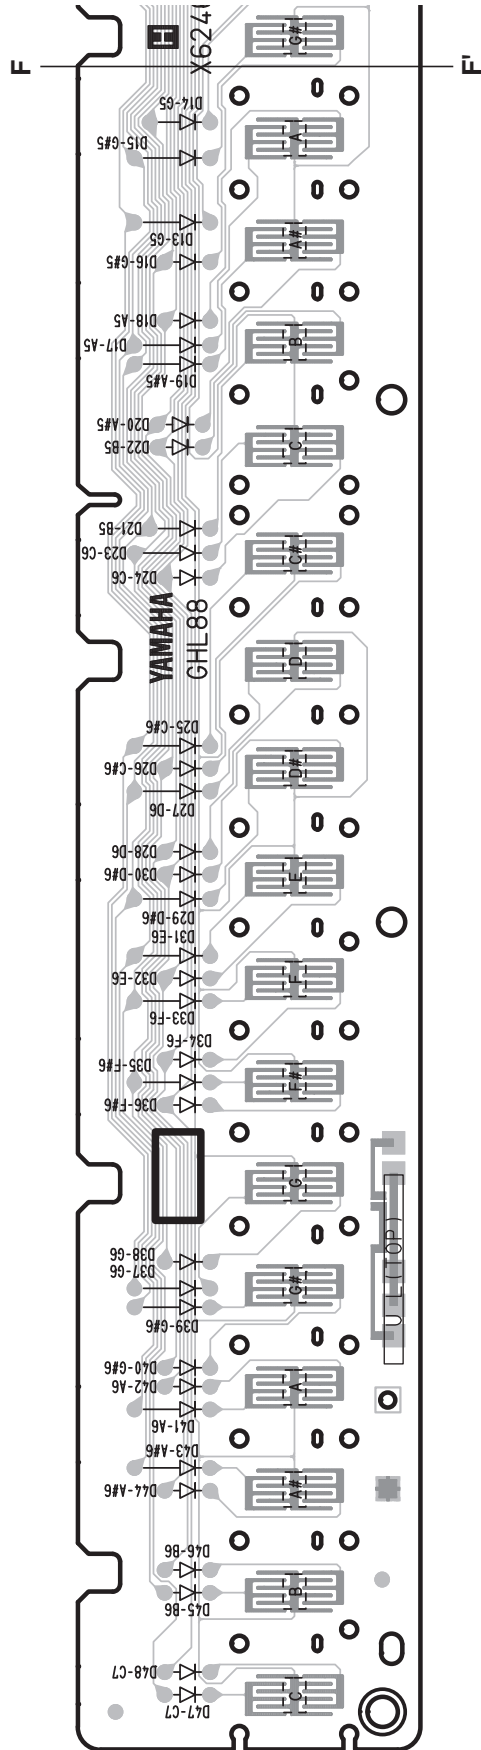 H
X6240
G#
F
F'
D14-G5
D15-G#5
A
D13-G5
D16-G#5
A#
D18-A5
D17-A5
D19-A#5
B
D20-A#5
D22-B5
C
D21-B5
D23-C6
D24-C6
C#
YAMAHA
GHL88
D
D25-C#6
D26-C#6
D27-D6
D#
D28-D6
D30-D#6
D29-D#6
E
D31-E6
D32-E6
D33-F6
F
D34-F6
D35-F#6
D36-F#6
F#
G
U L(TOP)
D38-G6
D37-G6
D39-G#6
G#
D40-G#6
D42-A6
D41-A6
A
D43-A#6
D44-A#6
A#
D46-B6
D45-B6
B
D48-C7
D47-C7
C